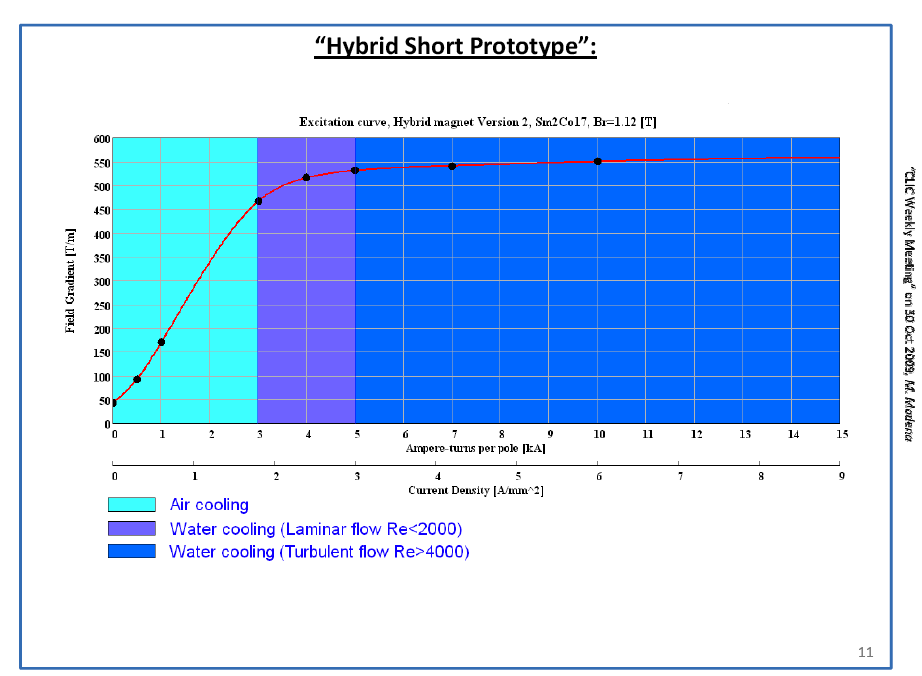 “Hybrid Short Prototype”:
Excitation curve, Hybrid magnet Version 2, Sm2Co17, Br=1.12 [T]
600
550
500
450
400
350
300
250
200
150
100
50
0
Field Gradient [T/m]
0 1 2 3 4 5 6 7 8 9 10 11 12 13 14 15
Ampere-turns per pole [kA]
0 1 2 3 4 5 6 7 8 9
Current Density [A/mm^2]
Air cooling
Water cooling (Laminar flow Re<2000)
Water cooling (Turbulent flow Re>4000)
“CLIC Weekly Meeting” on 30 Oct 2009, M. Modena
11